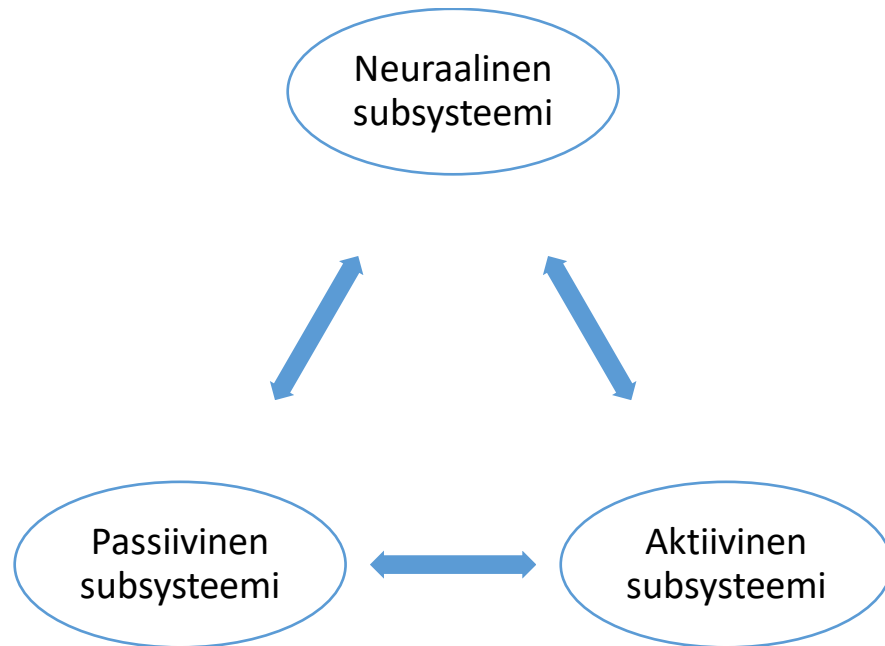 Neuraalinen
subsysteemi
Passiivinen
subsysteemi
Aktiivinen
subsysteemi